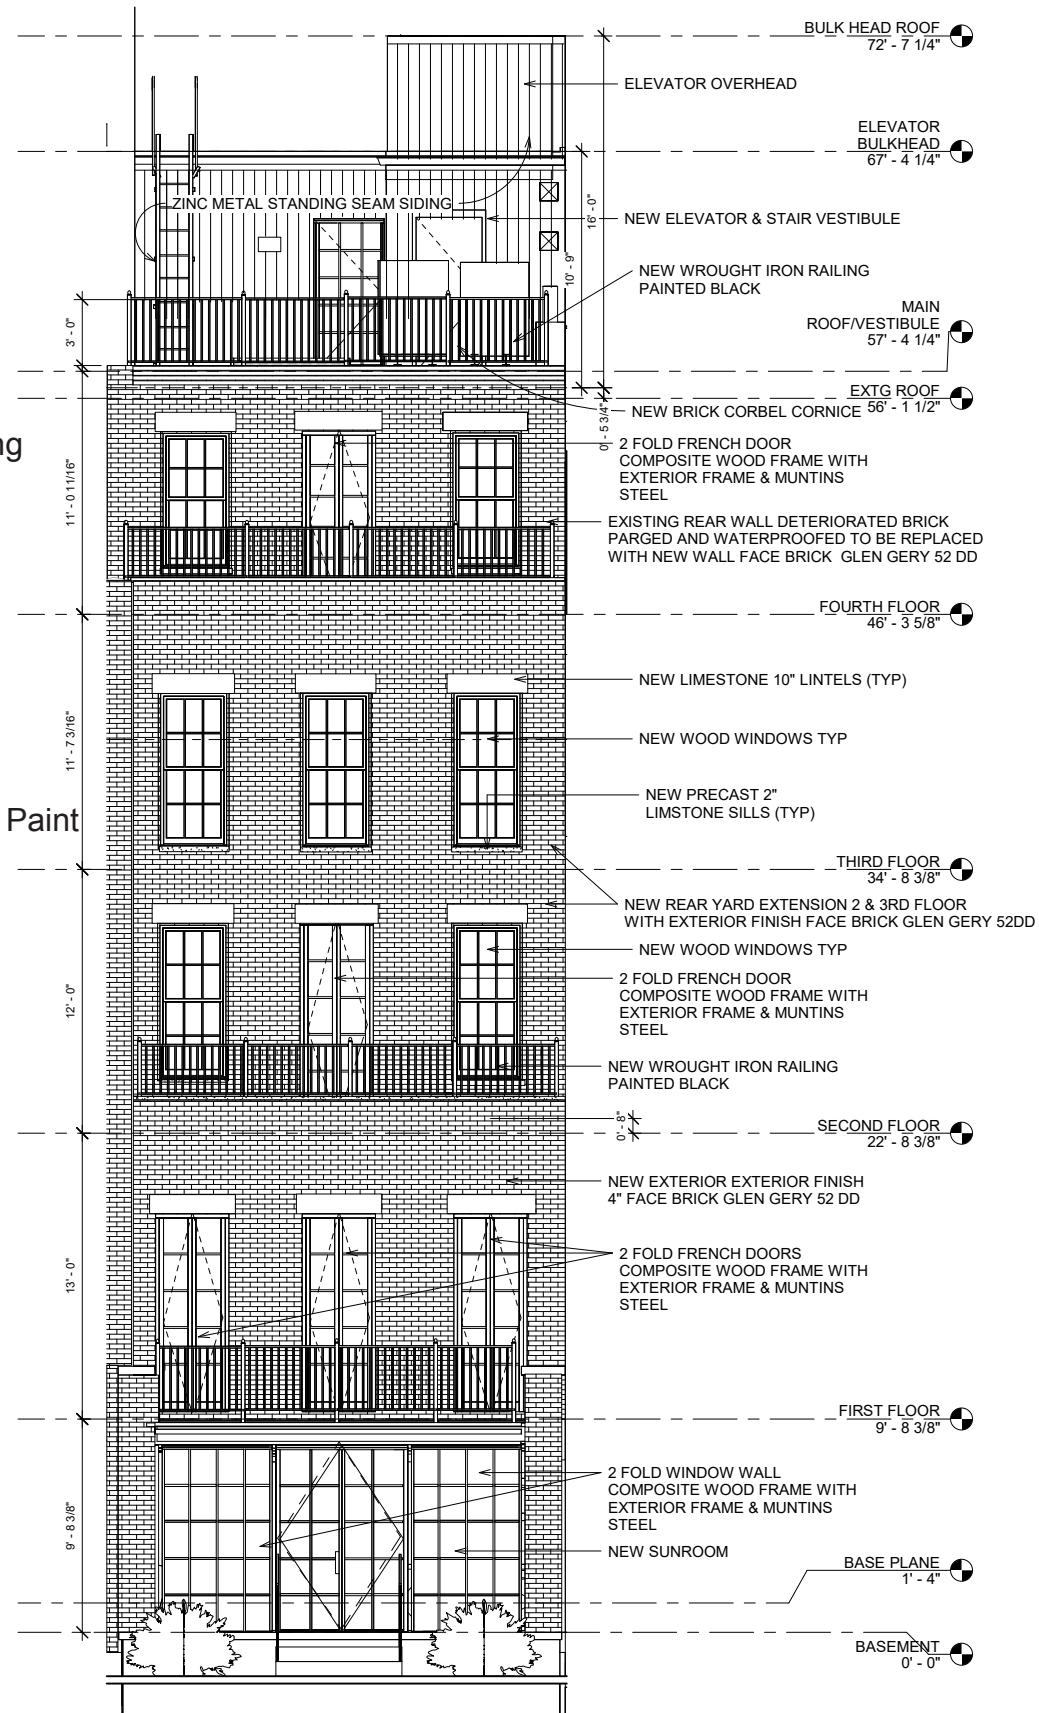 BULK HEAD ROOF
72' - 7 1/4"
ELEVATOR OVERHEAD
ELEVATOR
BULKHEAD
67' - 4 1/4"
ZINC METAL STANDING SEAM SIDING
16' - 0"
NEW ELEVATOR & STAIR VESTIBULE
10' - 9"
NEW WROUGHT IRON RAILING
PAINTED BLACK
3' - 0"
MAIN
ROOF/VESTIBULE
57' - 4 1/4"
EXTG ROOF
56' - 1 1/2"
NEW BRICK CORBEL CORNICE
0' - 5 3/4"
ng
2 FOLD FRENCH DOOR
COMPOSITE WOOD FRAME WITH
EXTERIOR FRAME & MUNTINS
STEEL
11' - 0 11/16"
EXISTING REAR WALL DETERIORATED BRICK
PARGED AND WATERPROOFED TO BE REPLACED
WITH NEW WALL FACE BRICK GLEN GERY 52 DD
FOURTH FLOOR
46' - 3 5/8"
NEW LIMESTONE 10" LINTELS (TYP)
11' - 7 3/16"
NEW WOOD WINDOWS TYP
NEW PRECAST 2"
LIMSTONE SILLS (TYP)
Paint
THIRD FLOOR
34' - 8 3/8"
NEW REAR YARD EXTENSION 2 & 3RD FLOOR
WITH EXTERIOR FINISH FACE BRICK GLEN GERY 52DD
NEW WOOD WINDOWS TYP
2 FOLD FRENCH DOOR
COMPOSITE WOOD FRAME WITH
EXTERIOR FRAME & MUNTINS
STEEL
12' - 0"
NEW WROUGHT IRON RAILING
PAINTED BLACK
0' - 8"
SECOND FLOOR
22' - 8 3/8"
NEW EXTERIOR EXTERIOR FINISH
4" FACE BRICK GLEN GERY 52 DD
2 FOLD FRENCH DOORS
COMPOSITE WOOD FRAME WITH
EXTERIOR FRAME & MUNTINS
STEEL
13' - 0"
FIRST FLOOR
9' - 8 3/8"
2 FOLD WINDOW WALL
COMPOSITE WOOD FRAME WITH
EXTERIOR FRAME & MUNTINS
STEEL
9' - 8 3/8"
NEW SUNROOM
BASE PLANE
1' - 4"
BASEMENT
0' - 0"